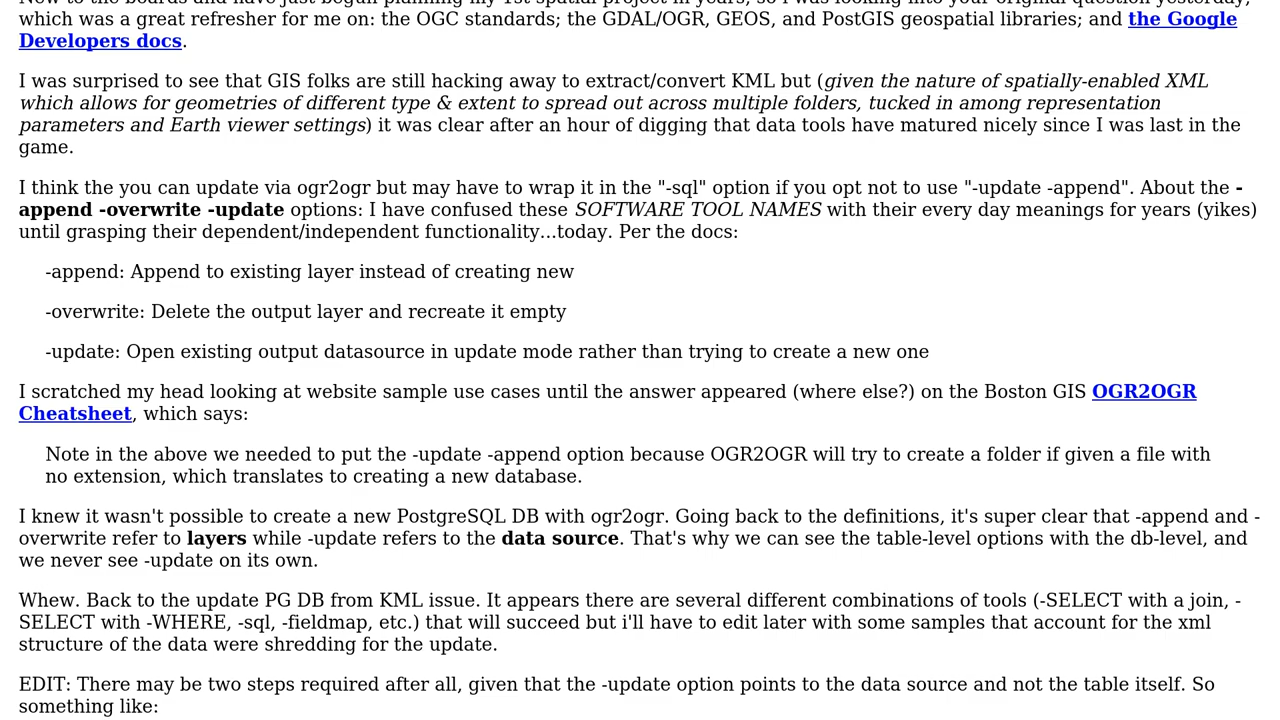 which was a great refresher for me on: the OGC standards; the GDAL/OGR, GEOS, and PostGIS geospatial libraries; and the Google
Developers docs.
I was surprised to see that GIS folks are still hacking away to extract/convert KML but (given the nature of spatially-enabled XML
which allows for geometries of different type & extent to spread out across multiple folders, tucked in among representation
parameters and Earth viewer settings) it was clear after an hour of digging that data tools have matured nicely since I was last in the
game.
I think the you can update via ogr2ogr but may have to wrap it in the "-sql" option if you opt not to use "-update -append". About the -
append -overwrite -update options: I have confused these SOFTWARE TOOL NAMES with their every day meanings for years (yikes)
until grasping their dependent/independent functionality...today. Per the docs:
-append: Append to existing layer instead of creating new
-overwrite: Delete the output layer and recreate it empty
-update: Open existing output datasource in update mode rather than trying to create a new one
I scratched my head looking at website sample use cases until the answer appeared (where else?) on the Boston GIS OGR2OGR
Cheatsheet, which says:
Note in the above we needed to put the -update -append option because OGR2OGR will try to create a folder if given a file with
no extension, which translates to creating a new database.
I knew it wasn't possible to create a new PostgreSQL DB with ogr2ogr. Going back to the definitions, it's super clear that -append and -
overwrite refer to layers while -update refers to the data source. That's why we can see the table-level options with the db-level, and
we never see -update on its own.
Whew. Back to the update PG DB from KML issue. It appears there are several different combinations of tools (-SELECT with a join, -
SELECT with -WHERE, -sql, -fieldmap, etc.) that will succeed but i'll have to edit later with some samples that account for the xml
structure of the data were shredding for the update.
EDIT: There may be two steps required after all, given that the -update option points to the data source and not the table itself. So
something like: